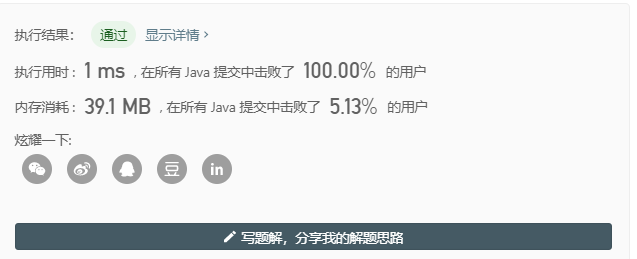 执行结果： 通过 显示详情 >
执行用时： 1 ms , 在所有 Java 提交中击败了 100.00% 的用户
内存消耗： 39.1 MB , 在所有 Java 提交中击败了 5.13% 的用户
炫耀一下:
豆 in
写题解，分享我的解题思路